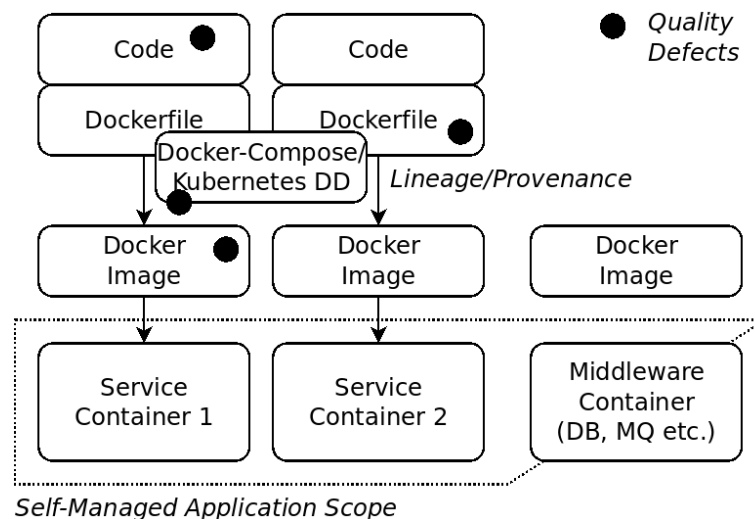 Code
Code
Quality
Defects
Dockerfile
Dockerfile
Docker-Compose/
Kubernetes DD
Lineage/Provenance
Docker
Image
Docker
Image
Docker
Image
Service
Container 1
Service
Container 2
Middleware
Container
(DB, MQ etc.)
Self-Managed Application Scope